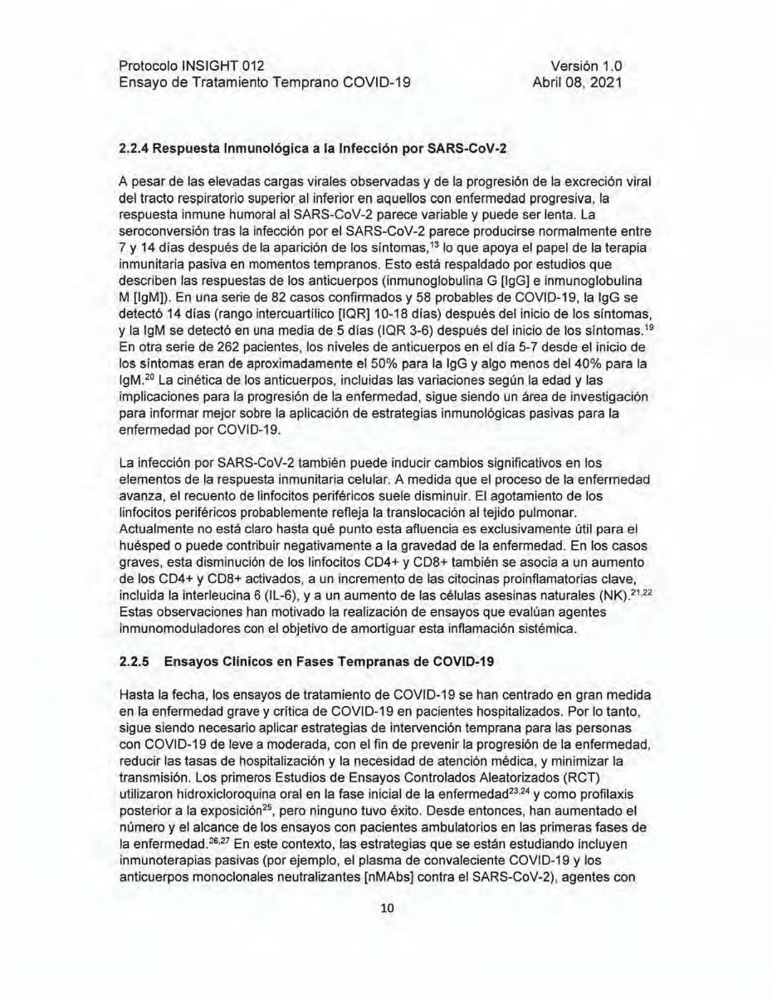 Protocolo INSIGHT 012 Versión 1.0
Ensayo de Tratamiento Temprano COVID-19 Abril 08, 2021
2.2.4 Respuesta Inmunológica a la Infección por SARS-CoV-2
A pesar de las elevadas cargas virales observadas y de la progresión de la excreción viral
del tracto respiratorio superior al inferior en aquellos con enfermedad progresiva, la
respuesta inmune humoral al SARS-CoV-2 parece variable y puede ser lenta. La
seroconversión tras la infección por el SARS-CoV-2 parece producirse normalmente entre
7 y 14 días después de la aparición de los síntomas,¹³ lo que apoya el papel de la terapia
inmunitaria pasiva en momentos tempranos. Esto está respaldado por estudios que
describen las respuestas de los anticuerpos (inmunoglobulina G [IgG] e inmunoglobulina
M [IgM]). En una serie de 82 casos confirmados y 58 probables de COVID-19, la IgG se
detectó 14 días (rango intercuartílico [IQR] 10-18 días) después del inicio de los síntomas,
y la IgM se detectó en una media de 5 días (IQR 3-6) después del inicio de los síntomas.¹⁹
En otra serie de 262 pacientes, los niveles de anticuerpos en el día 5-7 desde el inicio de
los síntomas eran de aproximadamente el 50% para la IgG y algo menos del 40% para la
IgM.²⁰ La cinética de los anticuerpos, incluidas las variaciones según la edad y las
implicaciones para la progresión de la enfermedad, sigue siendo un área de investigación
para informar mejor sobre la aplicación de estrategias inmunológicas pasivas para la
enfermedad por COVID-19.
La infección por SARS-CoV-2 también puede inducir cambios significativos en los
elementos de la respuesta inmunitaria celular. A medida que el proceso de la enfermedad
avanza, el recuento de linfocitos periféricos suele disminuir. El agotamiento de los
linfocitos periféricos probablemente refleja la translocación al tejido pulmonar.
Actualmente no está claro hasta qué punto esta afluencia es exclusivamente útil para el
huésped o puede contribuir negativamente a la gravedad de la enfermedad. En los casos
graves, esta disminución de los linfocitos CD4+ y CD8+ también se asocia a un aumento
de los CD4+ y CD8+ activados, a un incremento de las citocinas proinflamatorias clave,
incluida la interleucina 6 (IL-6), y a un aumento de las células asesinas naturales (NK).²¹,²²
Estas observaciones han motivado la realización de ensayos que evalúan agentes
inmunomoduladores con el objetivo de amortiguar esta inflamación sistémica.
2.2.5 Ensayos Clínicos en Fases Tempranas de COVID-19
Hasta la fecha, los ensayos de tratamiento de COVID-19 se han centrado en gran medida
en la enfermedad grave y crítica de COVID-19 en pacientes hospitalizados. Por lo tanto,
sigue siendo necesario aplicar estrategias de intervención temprana para las personas
con COVID-19 de leve a moderada, con el fin de prevenir la progresión de la enfermedad,
reducir las tasas de hospitalización y la necesidad de atención médica, y minimizar la
transmisión. Los primeros Estudios de Ensayos Controlados Aleatorizados (RCT)
utilizaron hidroxicloroquina oral en la fase inicial de la enfermedad²³,²⁴ y como profilaxis
posterior a la exposición²⁵, pero ninguno tuvo éxito. Desde entonces, han aumentado el
número y el alcance de los ensayos con pacientes ambulatorios en las primeras fases de
la enfermedad.²⁶,²⁷ En este contexto, las estrategias que se están estudiando incluyen
inmunoterapias pasivas (por ejemplo, el plasma de convaleciente COVID-19 y los
anticuerpos monoclonales neutralizantes [nMAbs] contra el SARS-CoV-2), agentes con
10